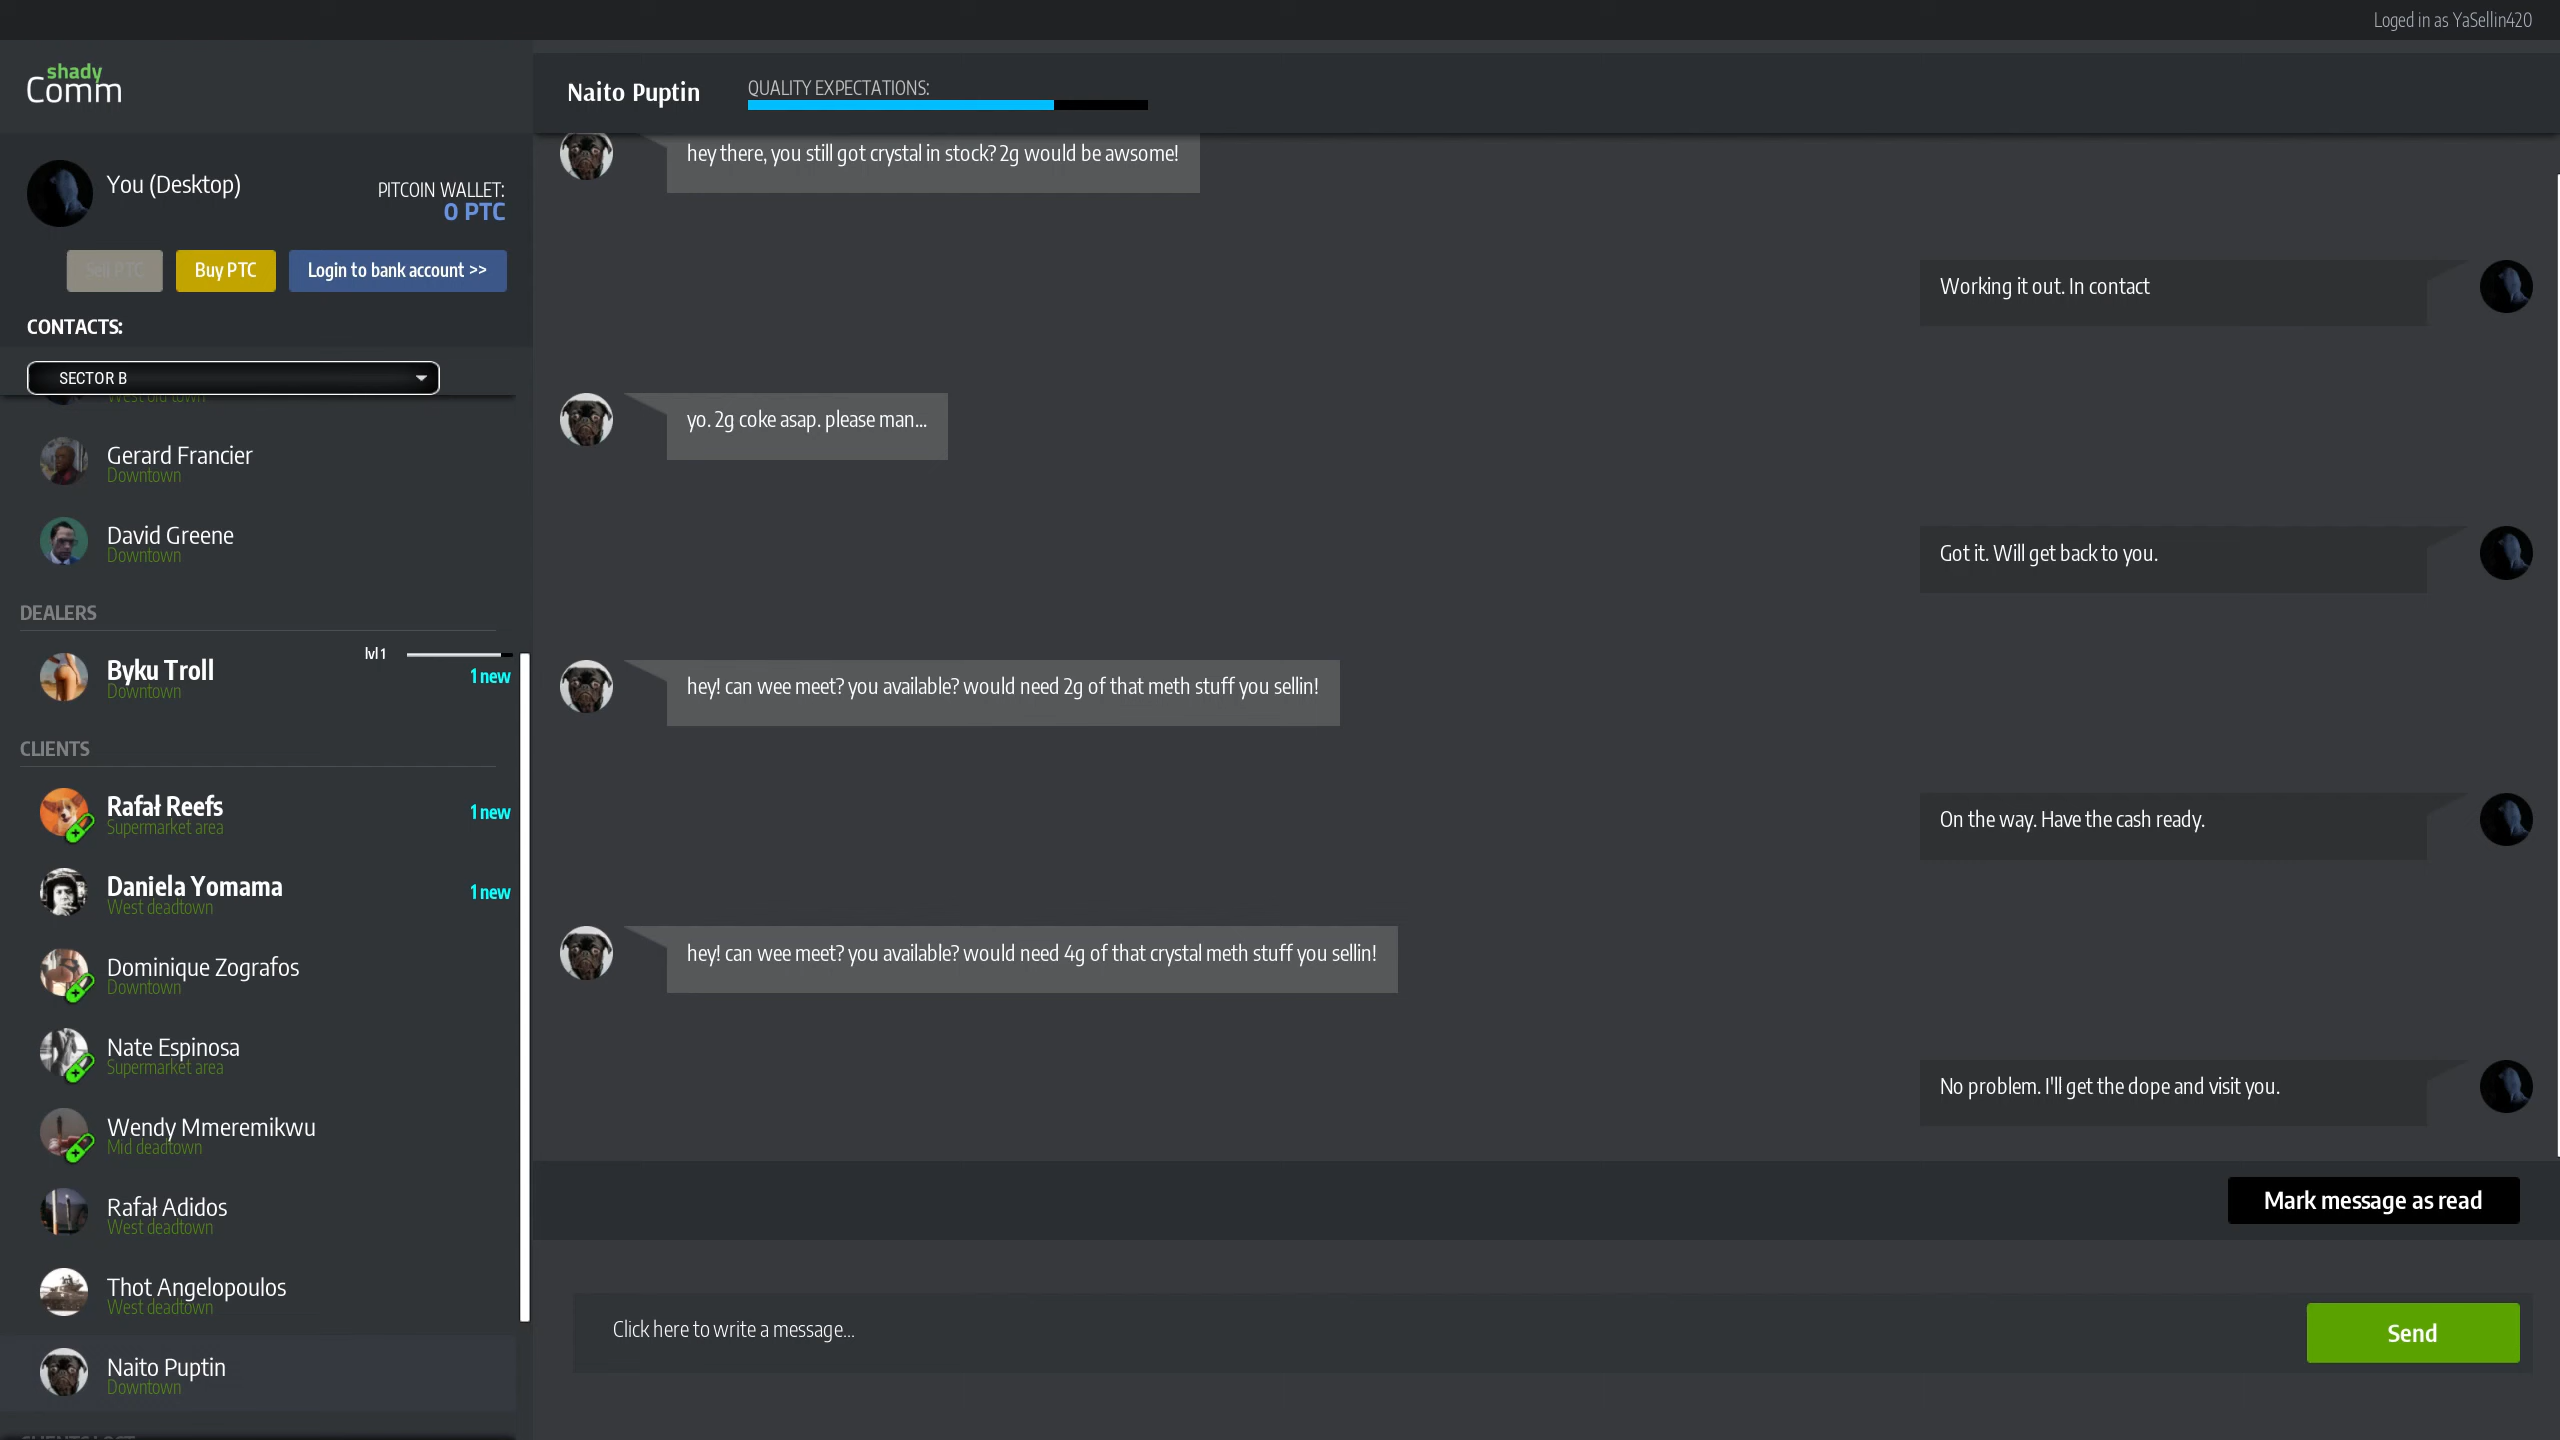 Loged in as YaSellin420
shady
Comm
Naito Puptin
QUALITY EXPECTATIONS:
You (Desktop)
PITCOIN WALLET:
0 PTC
Sell PTC
Buy PTC
Login to bank account >>
CONTACTS:
SECTOR B
West old town
Gerard Francier
Downtown
David Greene
Downtown
DEALERS
lvl 1
Byku Troll
1 new
Downtown
CLIENTS
Rafał Reefs
1 new
Supermarket area
Daniela Yomama
1 new
West deadtown
Dominique Zografos
Downtown
Nate Espinosa
Supermarket area
Wendy Mmeremikwu
Mid deadtown
Rafał Adidos
West deadtown
Thot Angelopoulos
West deadtown
Naito Puptin
Downtown
hey there, you still got crystal in stock? 2g would be awsome!
Working it out. In contact
yo. 2g coke asap. please man...
Got it. Will get back to you.
hey! can wee meet? you available? would need 2g of that meth stuff you sellin!
On the way. Have the cash ready.
hey! can wee meet? you available? would need 4g of that crystal meth stuff you sellin!
No problem. I'll get the dope and visit you.
Mark message as read
Click here to write a message...
Send